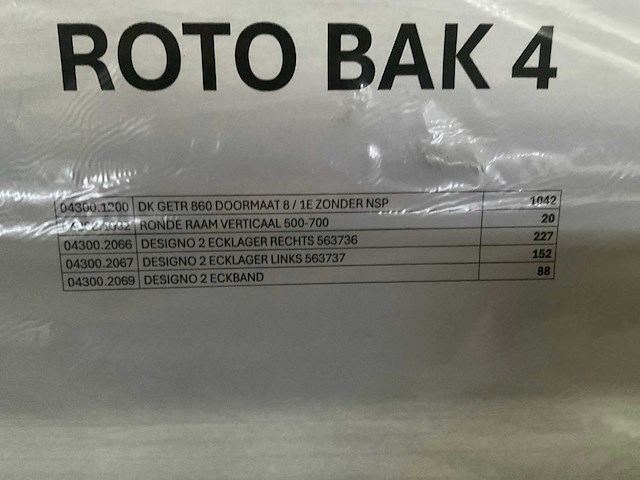 ROTO BAK 4
04300.1200 DK GETR 860 DOORMAAT 8 / 1E ZONDER NSP 1042
RONDE RAAM VERTICAAL 500-700 20
04300.2066 DESIGNO 2 ECKLAGER RECHTS 563736 227
04300.2067 DESIGNO 2 ECKLAGER LINKS 563737 152
04300.2069 DESIGNO 2 ECKBAND 88